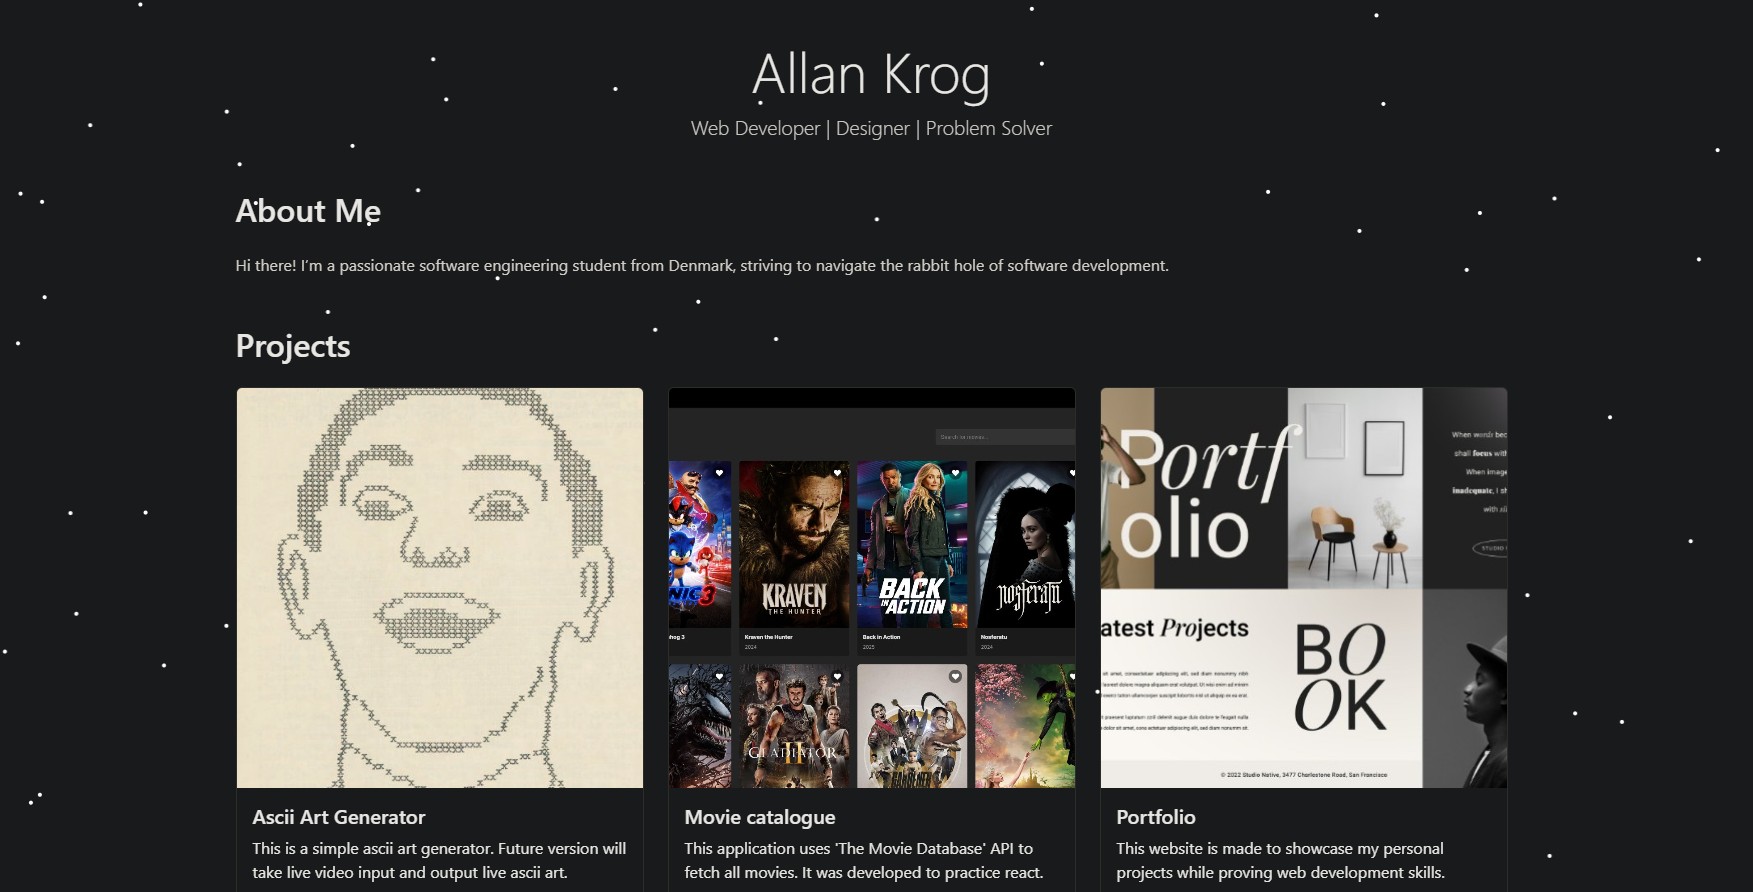 Allan Krog
Web Developer | Designer | Problem Solver
About Me
Hi there! I'm a passionate software engineering student from Denmark, striving to navigate the rabbit hole of software development.
Projects
Ascii Art Generator
This is a simple ascii art generator. Future version will
take live video input and output live ascii art.
KRAVEN
THE HUNTER
BACK
IN ACTION
nosferatu
hog 3
Kraven the Hunter
Back in Action
Nosferatu
2024
2025
2024
GLADIATOR
II
Movie catalogue
This application uses 'The Movie Database' API to
fetch all movies. It was developed to practice react.
Portf
olio
When words bec
shall focus with
When image
inadequate, I sh
with
STUDIO
atest Projects
BO
OK
© 2022 Studio Native, 3477 Charlestone Road, San Francisco
Portfolio
This website is made to showcase my personal
projects while proving web development skills.